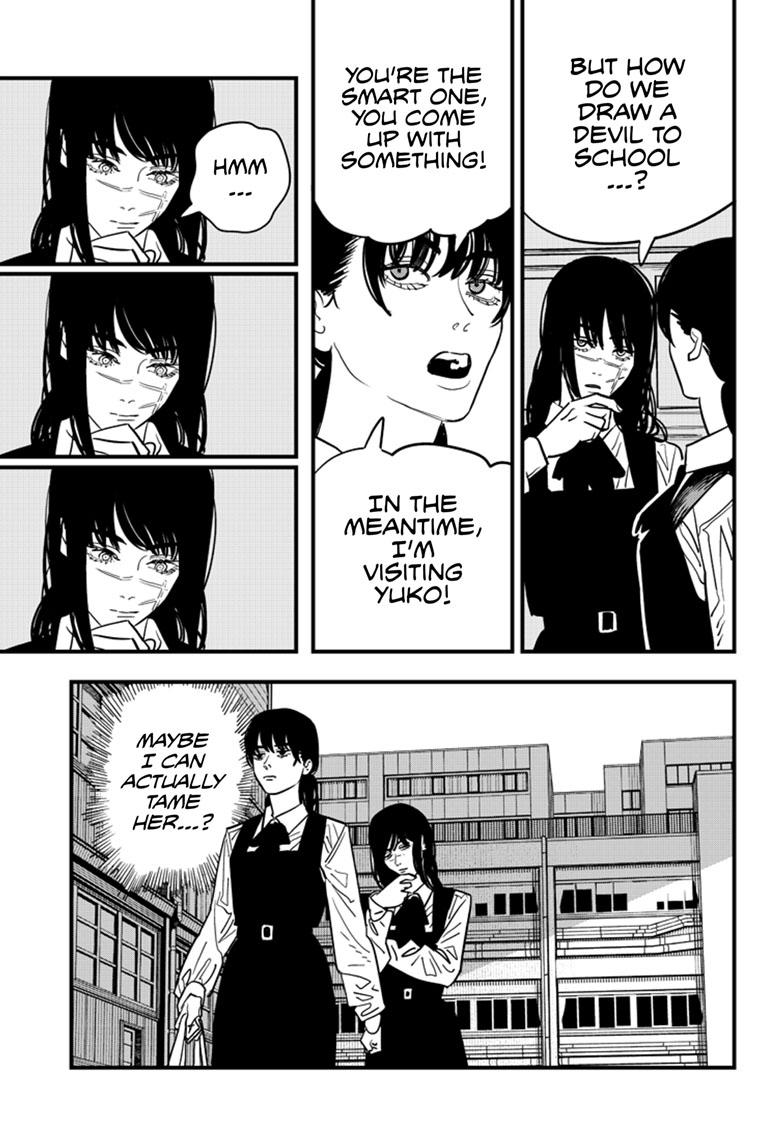 BUT HOW
DO WE
DRAW A
DEVIL TO
SCHOOL
...?
YOU'RE THE
SMART ONE,
YOU COME
UP WITH
SOMETHING!
IN THE
MEANTIME,
I'M
VISITING
YUKO!
HMM
...
MAYBE
I CAN
ACTUALLY
TAME
HER...?